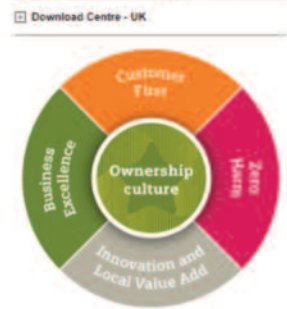 Download Centre - UK
Customer
First
Zero
Harm
Ownership
culture
Business
Excellence
Innovation and
Local Value Add